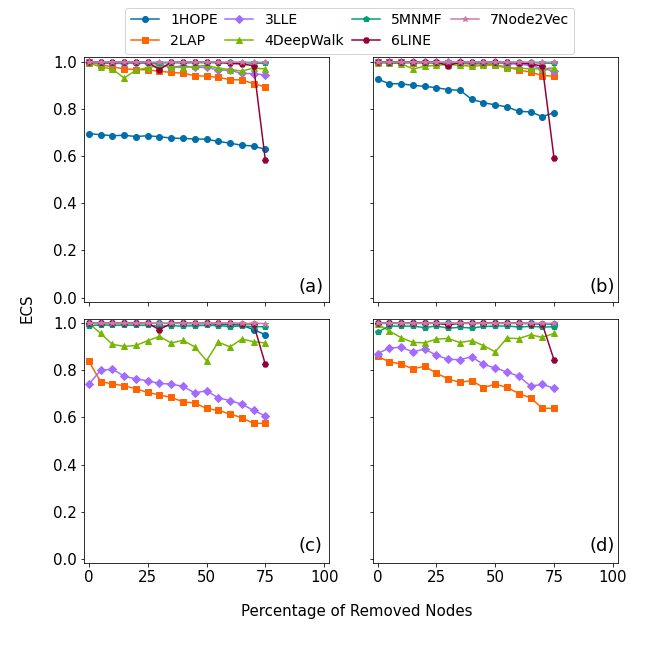 1HOPE 3LLE 5MNMF 7Node2Vec
2LAP 4DeepWalk 6LINE
1.0
0.8
0.6
0.4
0.2
0.0
(a)
(b)
ECS
1.0
0.8
0.6
0.4
0.2
0.0
(c)
(d)
0 25 50 75 100
0 25 50 75 100
Percentage of Removed Nodes